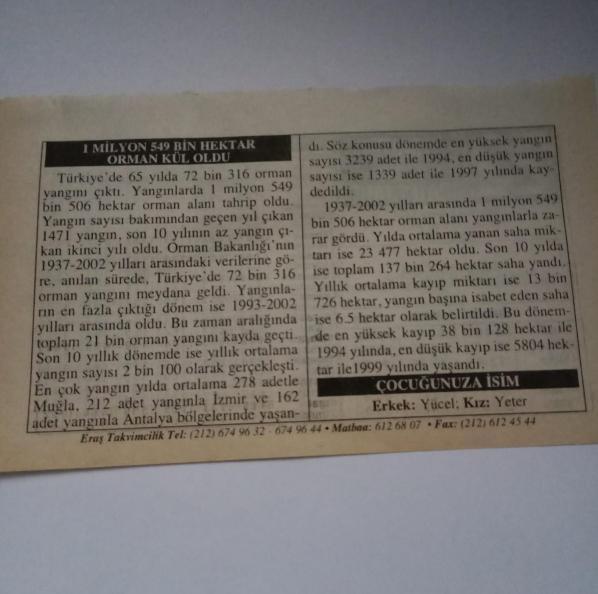 1 MİLYON 549 BİN HEKTAR
ORMAN KÜL OLDU
Türkiye'de 65 yılda 72 bin 316 orman
yangını çıktı. Yangınlarda 1 milyon 549
bin 506 hektar orman alanı tahrip oldu.
Yangın sayısı bakımından geçen yıl çıkan
1471 yangın, son 10 yılının az yangın çı-
kan ikinci yılı oldu. Orman Bakanlığı'nın
1937-2002 yılları arasındaki verilerine gö-
re, anılan sürede, Türkiye'de 72 bin 316
orman yangını meydana geldi. Yangınla-
rın en fazla çıktığı dönem ise 1993-2002
yılları arasında oldu. Bu zaman aralığında
toplam 21 bin orman yangını kayda geçti.
Son 10 yıllık dönemde ise yıllık ortalama
yangın sayısı 2 bin 100 olarak gerçekleşti.
En çok yangın yılda ortalama 278 adetle
Muğla, 212 adet yangınla İzmir ve 162
adet yangınla Antalya bölgelerinde yaşan-
dı. Söz konusu dönemde en yüksek yangın
sayısı 3239 adet ile 1994, en düşük yangın
sayısı ise 1339 adet ile 1997 yılında kay-
dedildi.
1937-2002 yılları arasında 1 milyon 549
bin 506 hektar orman alanı yangınlarla za-
rar gördü. Yılda ortalama yanan saha mik-
tarı ise 23 477 hektar oldu. Son 10 yılda
ise toplam 137 bin 264 hektar saha yandı.
Yıllık ortalama kayıp miktarı ise 13 bin
726 hektar, yangın başına isabet eden saha
ise 6.5 hektar olarak belirtildi. Bu dönem-
de en yüksek kayıp 38 bin 128 hektar ile
1994 yılında, en düşük kayıp ise 5804 hek-
tar ile1999 yılında yaşandı.
ÇOCUĞUNUZA İSİM
Erkek: Yücel; Kız: Yeter
Eraş Takvimcilik Tel: (212) 674 96 32 - 674 96 44 • Matbaa: 612 68 07 • Fax: (212) 612 45 44